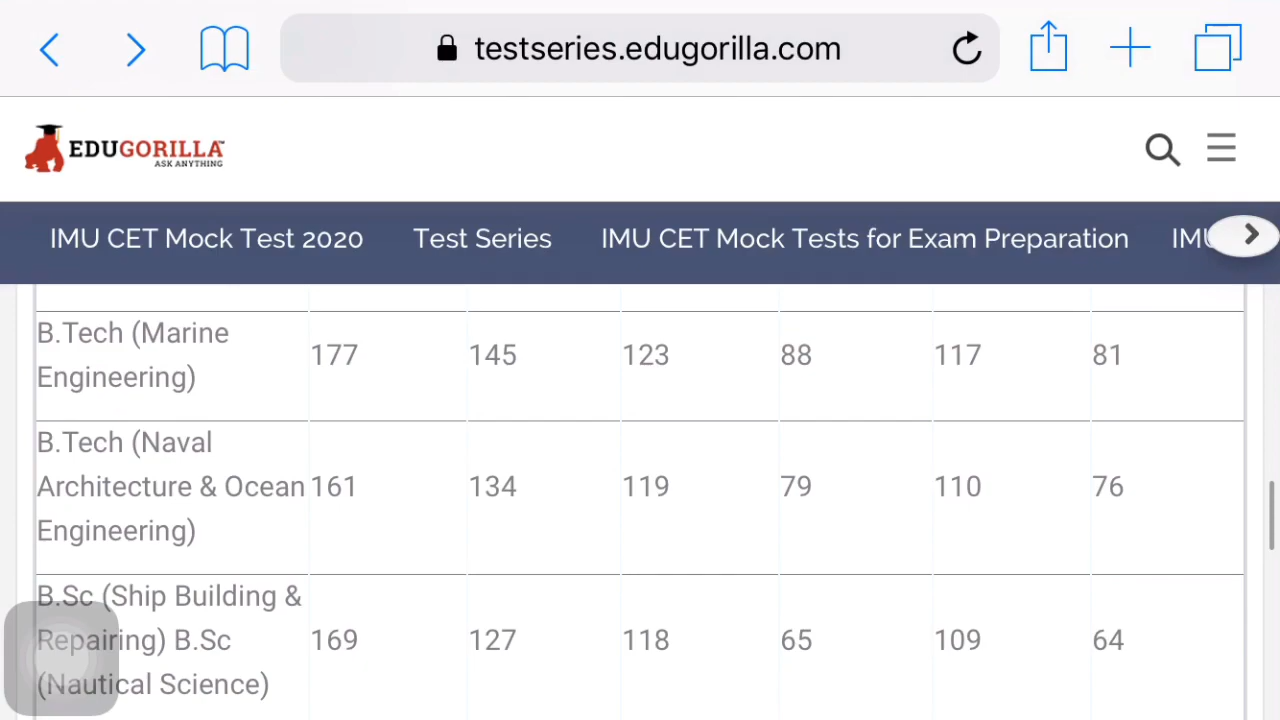 testseries.edugorilla.com
EDUGORILLA
ASK ANYTHING
IMU CET Mock Test 2020 Test Series IMU CET Mock Tests for Exam Preparation IMU
B.Tech (Marine
Engineering) 177 145 123 88 117 81
B.Tech (Naval
Architecture & Ocean 161 134 119 79 110 76
Engineering)
B.Sc (Ship Building &
Repairing) B.Sc 169 127 118 65 109 64
(Nautical Science)